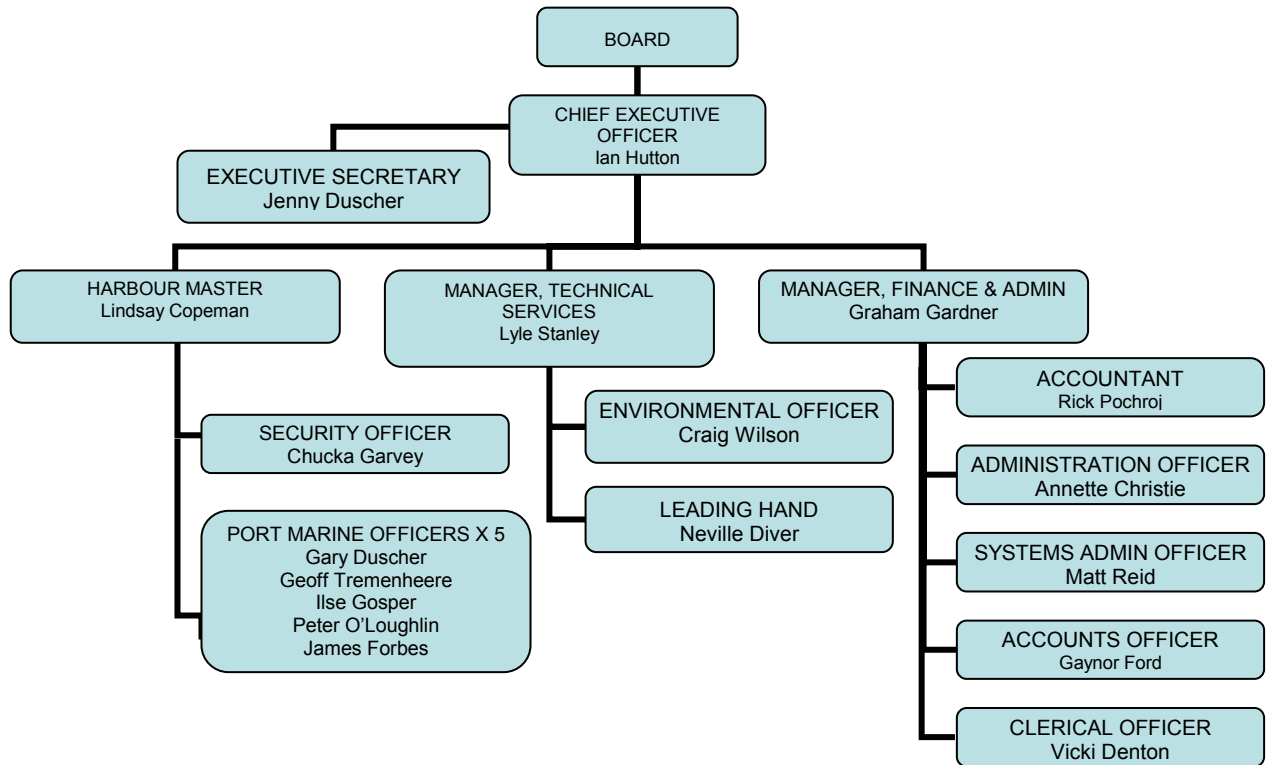 BOARD
CHIEF EXECUTIVE
OFFICER
Ian Hutton
EXECUTIVE SECRETARY
Jenny Duscher
HARBOUR MASTER
Lindsay Copeman
MANAGER, TECHNICAL
SERVICES
Lyle Stanley
MANAGER, FINANCE & ADMIN
Graham Gardner
SECURITY OFFICER
Chucka Garvey
PORT MARINE OFFICERS X 5
Gary Duscher
Geoff Tremenheere
Ilse Gosper
Peter O’Loughlin
James Forbes
ENVIRONMENTAL OFFICER
Craig Wilson
LEADING HAND
Neville Diver
ACCOUNTANT
Rick Pochroj
ADMINISTRATION OFFICER
Annette Christie
SYSTEMS ADMIN OFFICER
Matt Reid
ACCOUNTS OFFICER
Gaynor Ford
CLERICAL OFFICER
Vicki Denton